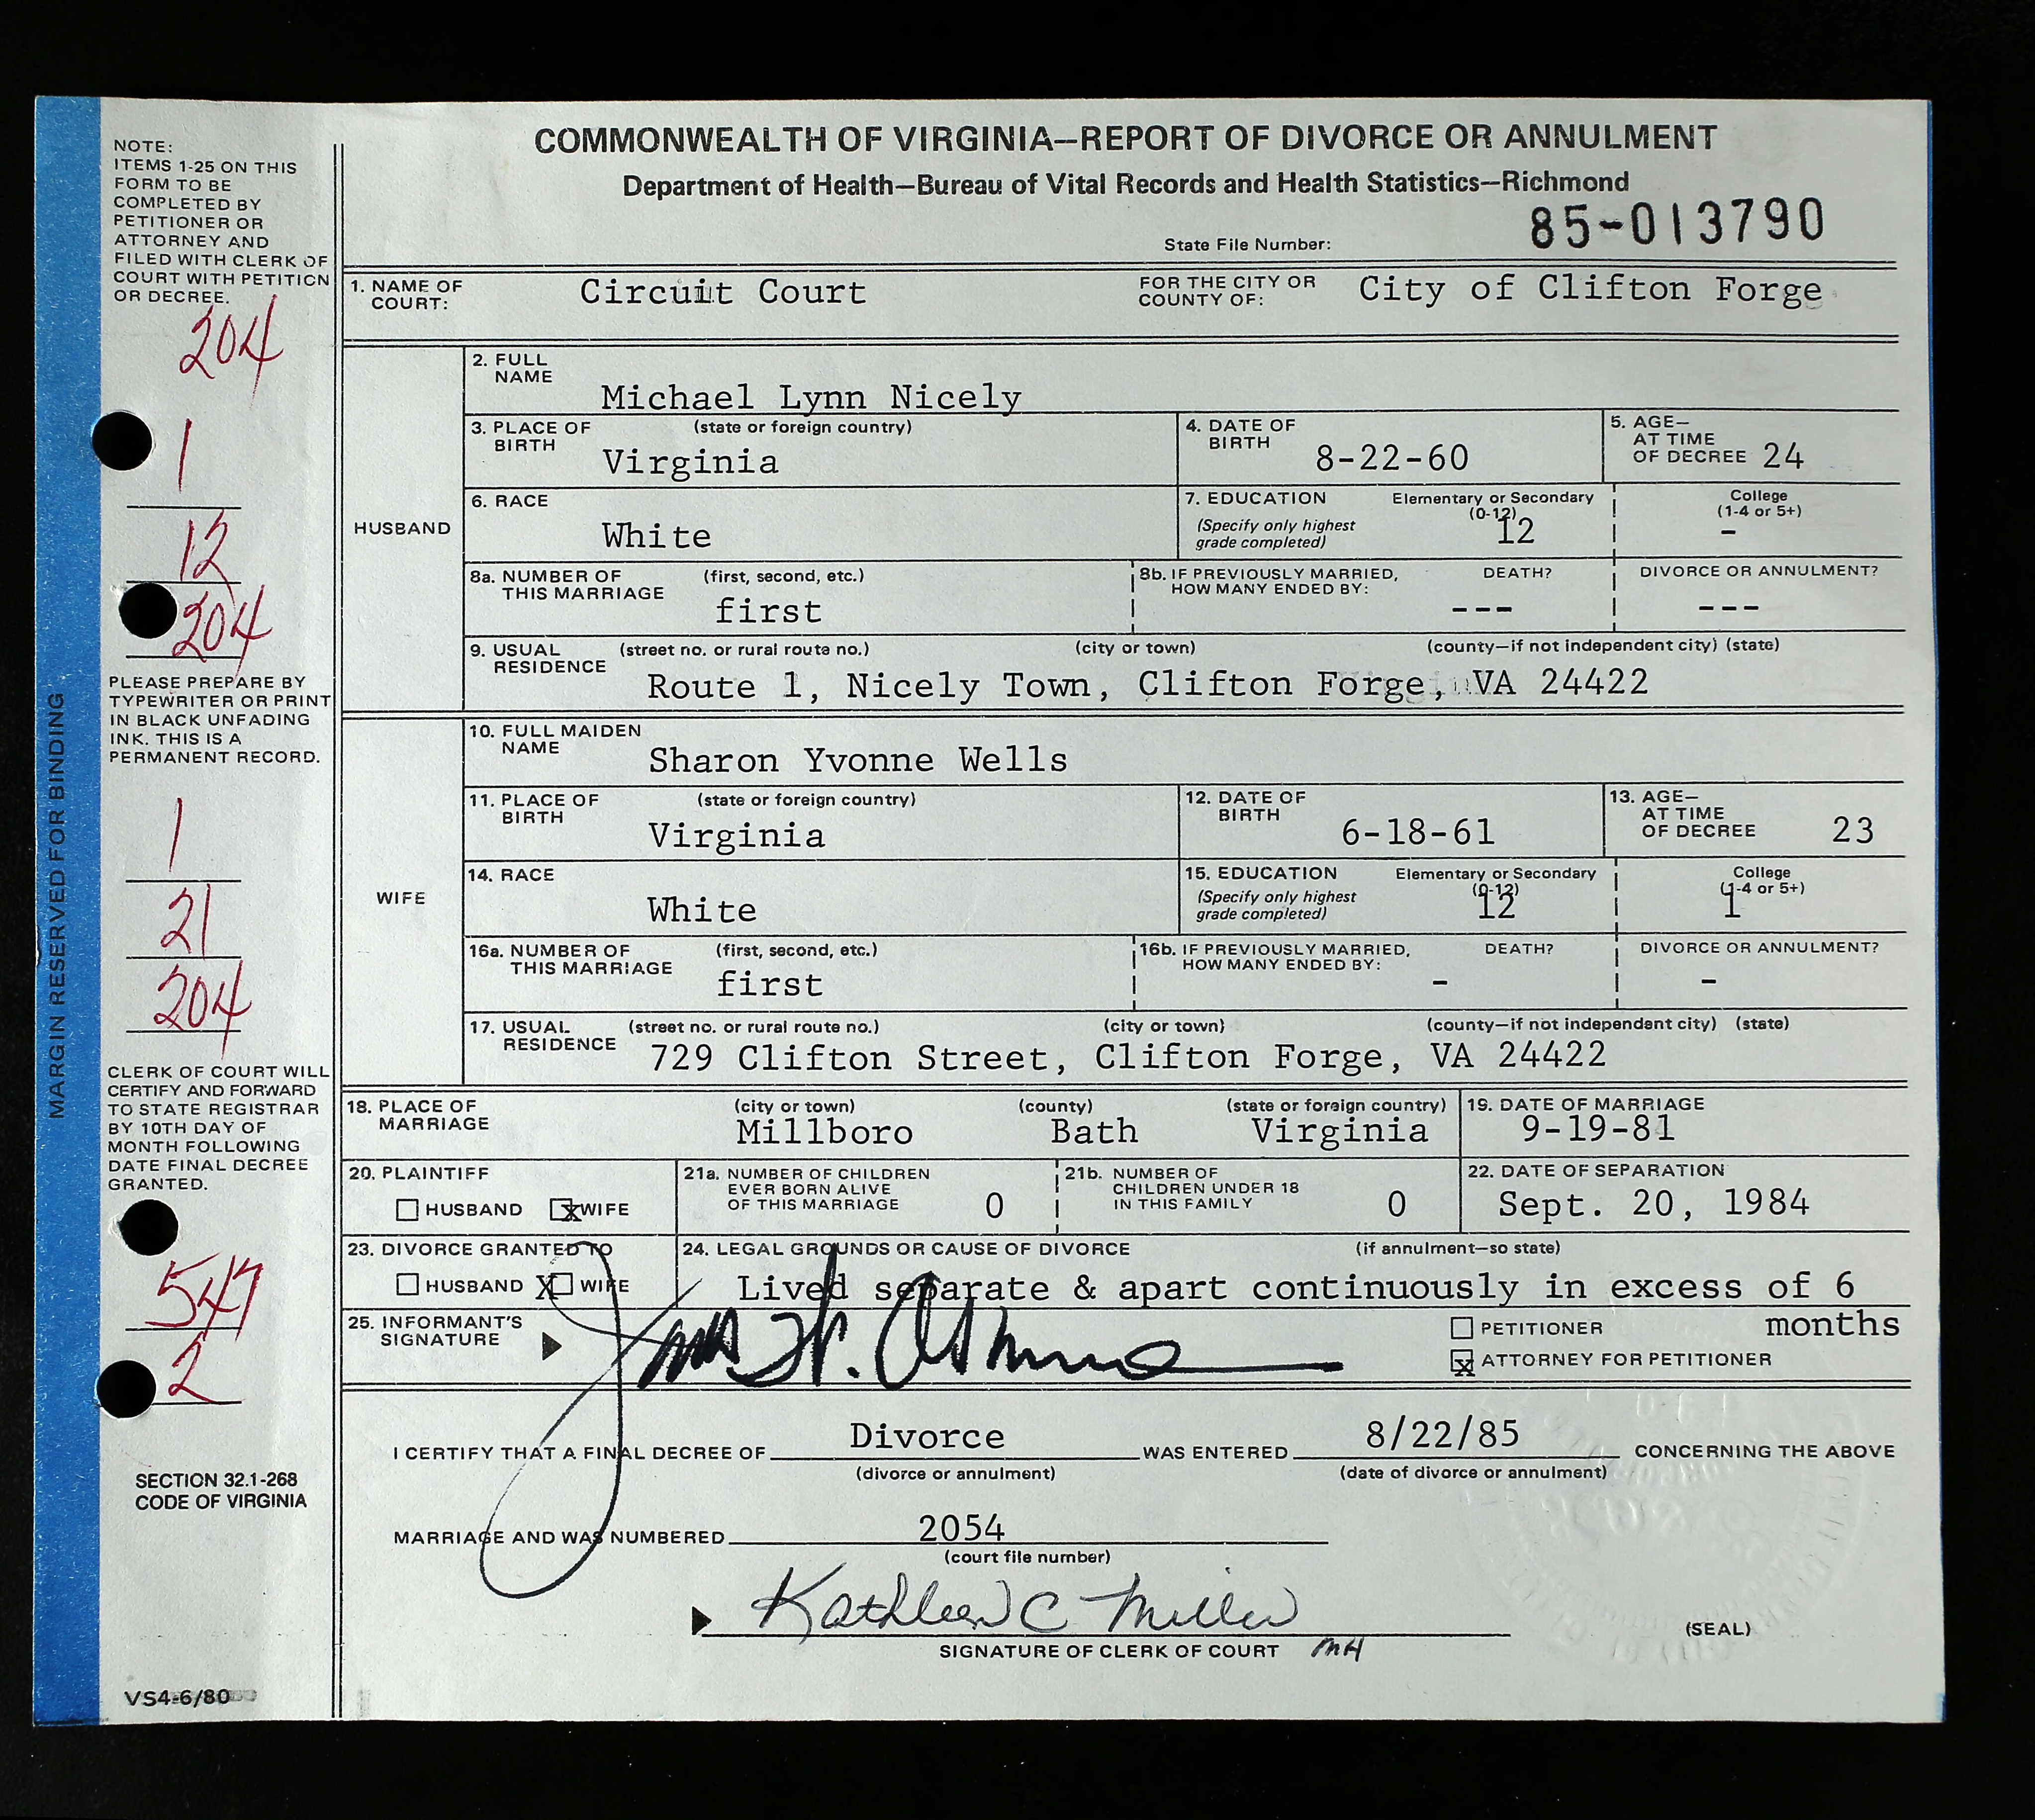 COMMONWEALTH OF VIRGINIA—REPORT OF DIVORCE OR ANNULMENT
Department of Health—Bureau of Vital Records and Health Statistics—Richmond
State File Number: 85-013790
NOTE:
ITEMS 1-25 ON THIS
FORM TO BE
COMPLETED BY
PETITIONER OR
ATTORNEY AND
FILED WITH CLERK OF
COURT WITH PETITION
OR DECREE.
204
1
12
204
PLEASE PREPARE BY
TYPEWRITER OR PRINT
IN BLACK UNFADING
INK. THIS IS A
PERMANENT RECORD.
1
21
204
CLERK OF COURT WILL
CERTIFY AND FORWARD
TO STATE REGISTRAR
BY 10TH DAY OF
MONTH FOLLOWING
DATE FINAL DECREE
GRANTED.
547
2
SECTION 32.1-268
CODE OF VIRGINIA
VS4-6/80
MARGIN RESERVED FOR BINDING
1. NAME OF COURT: Circuit Court FOR THE CITY OR COUNTY OF: City of Clifton Forge
HUSBAND
2. FULL NAME Michael Lynn Nicely
3. PLACE OF BIRTH (state or foreign country) Virginia 4. DATE OF BIRTH 8-22-60 5. AGE— AT TIME OF DECREE 24
6. RACE White 7. EDUCATION (Specify only highest grade completed) Elementary or Secondary (0-12) 12 College (1-4 or 5+) -
8a. NUMBER OF THIS MARRIAGE (first, second, etc.) first 8b. IF PREVIOUSLY MARRIED, HOW MANY ENDED BY: DEATH? --- DIVORCE OR ANNULMENT? ---
9. USUAL RESIDENCE (street no. or rural route no.) (city or town) (county—if not independent city) (state)
Route 1, Nicely Town, Clifton Forge, VA 24422
WIFE
10. FULL MAIDEN NAME Sharon Yvonne Wells
11. PLACE OF BIRTH (state or foreign country) Virginia 12. DATE OF BIRTH 6-18-61 13. AGE— AT TIME OF DECREE 23
14. RACE White 15. EDUCATION (Specify only highest grade completed) Elementary or Secondary (0-12) 12 College (1-4 or 5+) 1
16a. NUMBER OF THIS MARRIAGE (first, second, etc.) first 16b. IF PREVIOUSLY MARRIED, HOW MANY ENDED BY: DEATH? - DIVORCE OR ANNULMENT? -
17. USUAL RESIDENCE (street no. or rural route no.) (city or town) (county—if not independent city) (state)
729 Clifton Street, Clifton Forge, VA 24422
18. PLACE OF MARRIAGE (city or town) Millboro (county) Bath (state or foreign country) Virginia 19. DATE OF MARRIAGE 9-19-81
20. PLAINTIFF HUSBAND X WIFE 21a. NUMBER OF CHILDREN EVER BORN ALIVE OF THIS MARRIAGE 0 21b. NUMBER OF CHILDREN UNDER 18 IN THIS FAMILY 0 22. DATE OF SEPARATION Sept. 20, 1984
23. DIVORCE GRANTED TO HUSBAND X WIFE 24. LEGAL GROUNDS OR CAUSE OF DIVORCE (if annulment—so state)
Lived separate & apart continuously in excess of 6
months
25. INFORMANT'S SIGNATURE PETITIONER
x ATTORNEY FOR PETITIONER
I CERTIFY THAT A FINAL DECREE OF Divorce WAS ENTERED 8/22/85 CONCERNING THE ABOVE
(divorce or annulment) (date of divorce or annulment)
MARRIAGE AND WAS NUMBERED 2054
(court file number)
Kathleen C Miller
SIGNATURE OF CLERK OF COURT MH
(SEAL)